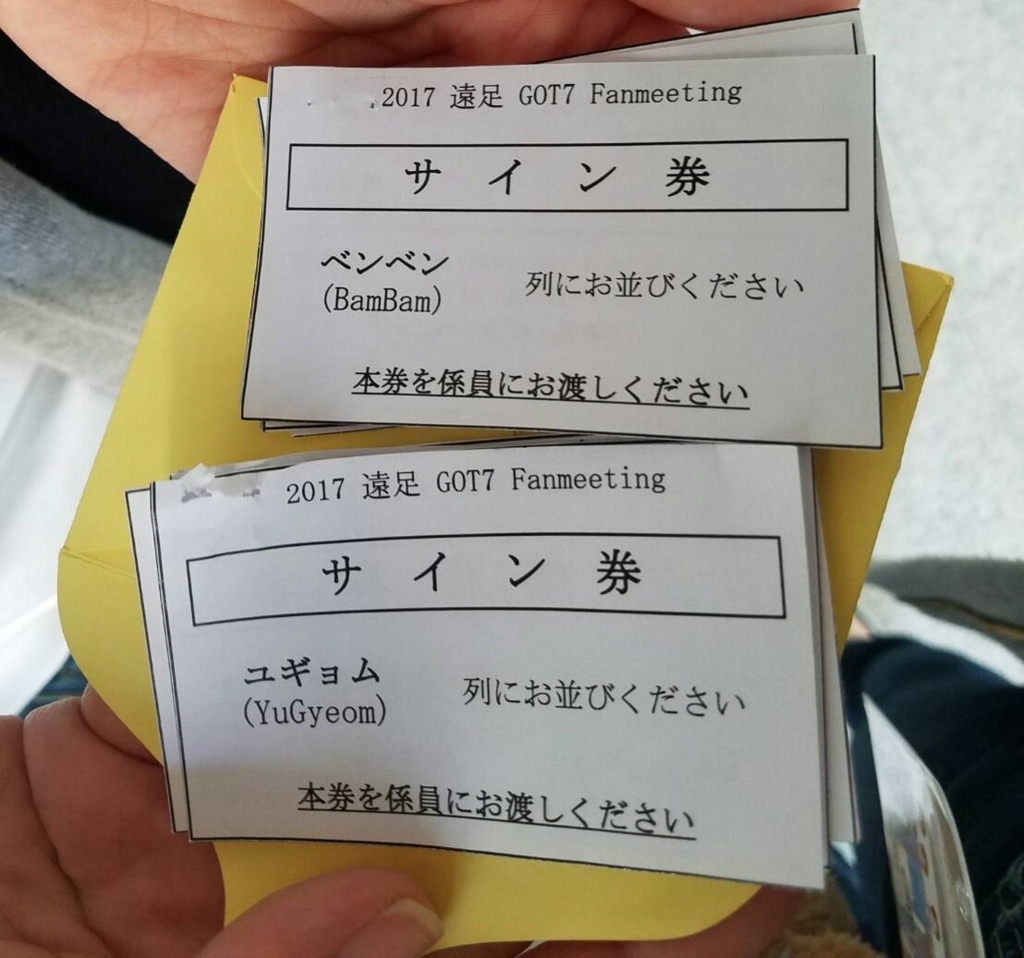 2017 遠足 GOT7 Fanmeeting
サイン券
ベンベン
(BamBam)
列にお並びください
本券を係員にお渡しください
2017 遠足 GOT7 Fanmeeting
サイン券
ユギョム
(YuGyeom)
列にお並びください
本券を係員にお渡しください